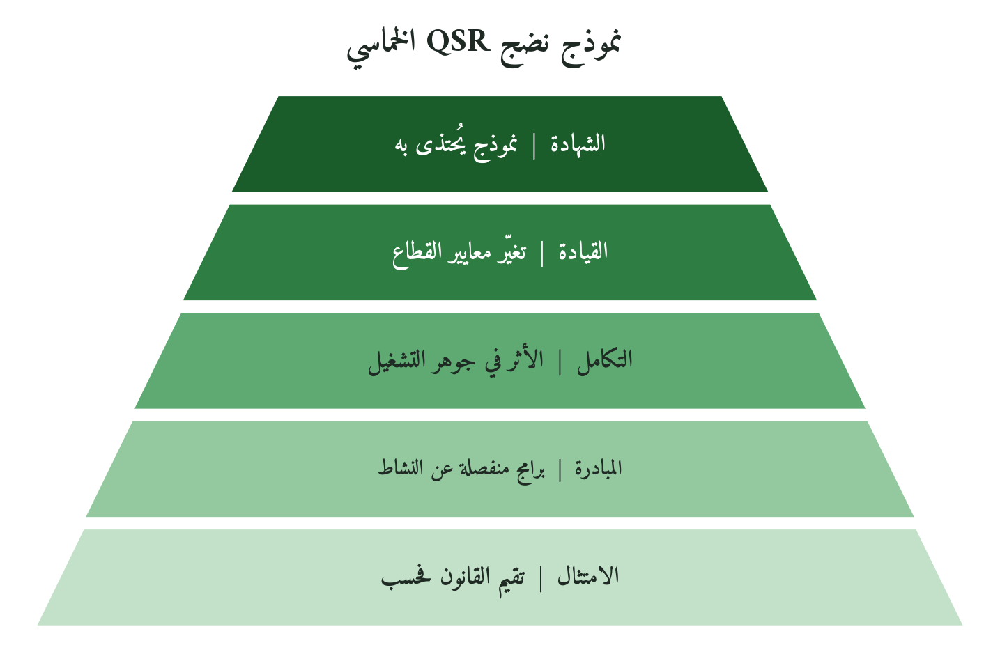 نموذج نضج QSR الخماسي
الشهادة | نموذج يُحتذى به
القيادة | تغيّر معايير القطاع
التكامل | الأثر في جوهر التشغيل
المبادرة | برامج منفصلة عن النشاط
الامتثال | تقيم القانون فحسب